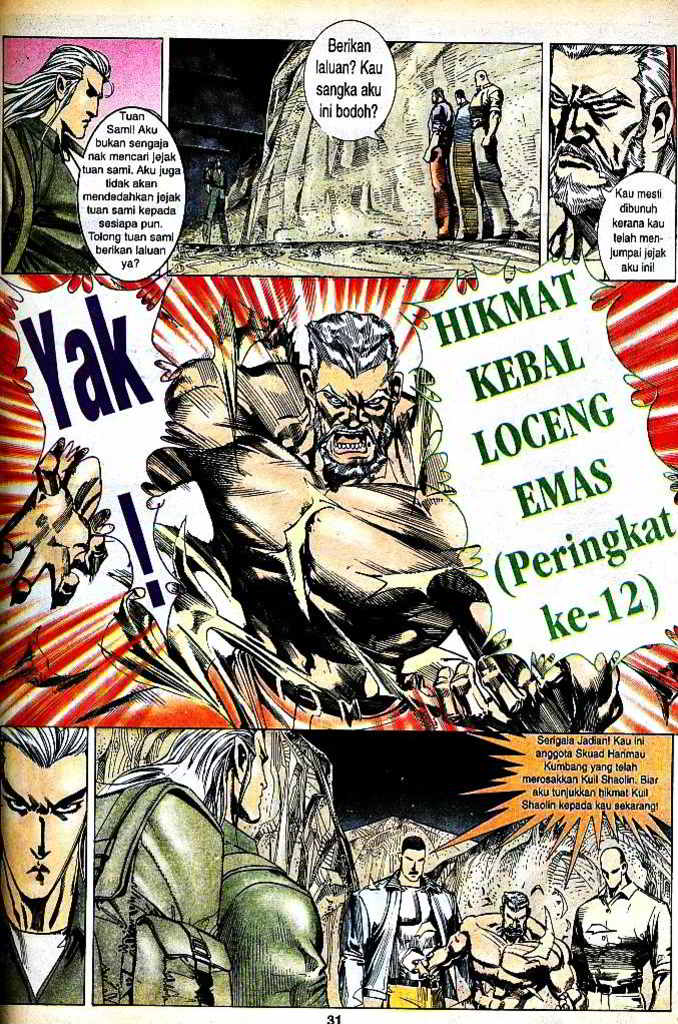 Tuan
Sami! Aku
bukan sengaja
nak mencari jejak
tuan sami. Aku juga
tidak akan
mendedahkan jejak
tuan sami kepada
sesiapa pun.
Tolong tuan sami
berikan laluan
ya?
Berikan
laluan? Kau
sangka aku
ini bodoh?
Kau mesti
dibunuh
kerana kau
telah men-
jumpai jejak
aku ini!
Yak
!
HIKMAT
KEBAL
LOCENG
EMAS
(Peringkat
ke-12)
Serigala Jadian! Kau ini
anggota Skuad Harimau
Kumbang yang telah
merosakkan Kuil Shaolin. Biar
aku tunjukkan hikmat Kuil
Shaolin kepada kau sekarang!
31